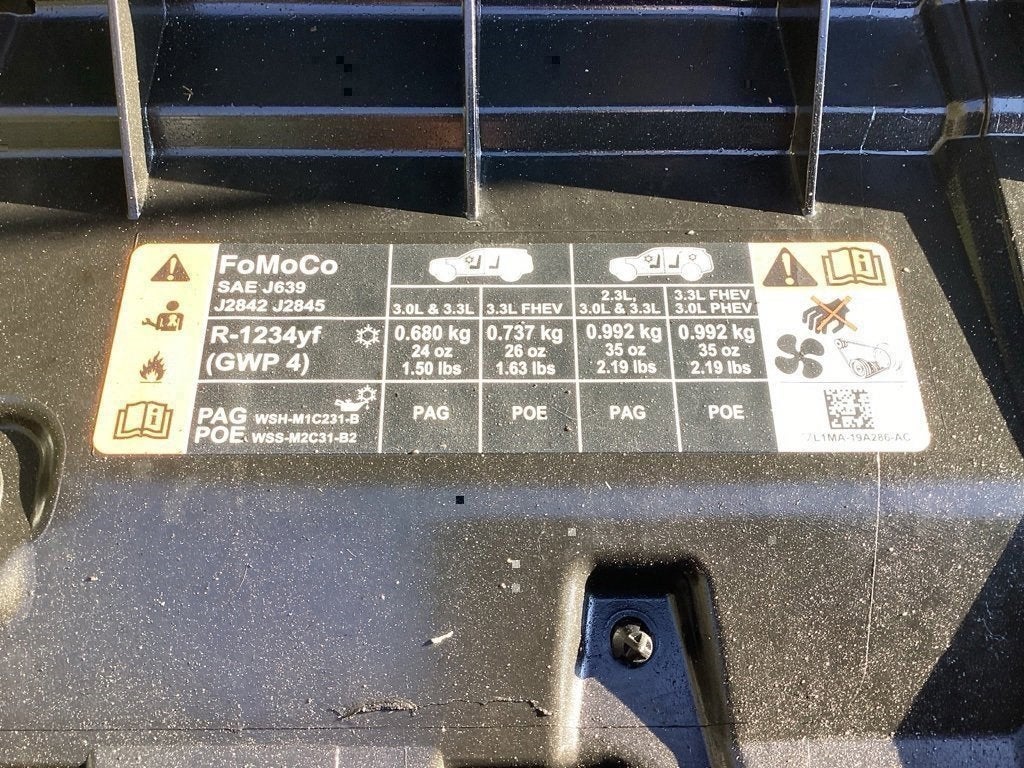 FoMoCo
SAE J639
J2842 J2845
3.0L & 3.3L
3.3L FHEV
2.3L,
3.0L & 3.3L
3.3L FHEV
3.0L PHEV
R-1234yf
(GWP 4)
0.680 kg
24 oz
1.50 lbs
0.737 kg
26 oz
1.63 lbs
0.992 kg
35 oz
2.19 lbs
0.992 kg
35 oz
2.19 lbs
PAG WSH-M1C231-B
POE WSS-M2C31-B2
PAG
POE
PAG
POE
L1MA-19A286-AC